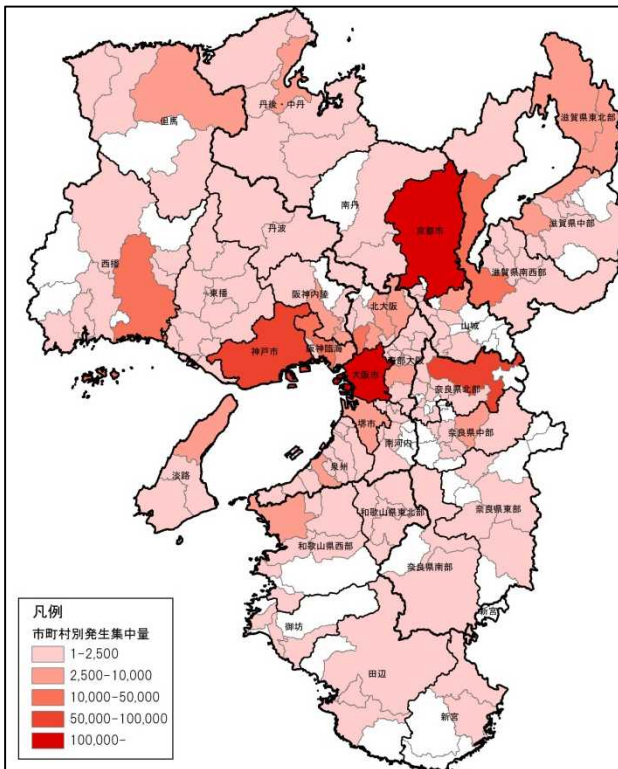 滋賀県東北部
丹後・中丹
但馬
南丹
滋賀県中部
京都市
丹波
滋賀県南西部
西播
東播
阪神内陸
北大阪
山城
神戸市
阪神臨海
大阪市
東部大阪
奈良県北部
堺市
奈良県中部
南河内
泉州
淡路
和歌山県東北部
奈良県東部
和歌山県西部
奈良県南部
新宮
御坊
田辺
新宮
凡例
市町村別発生集中量
1-2,500
2,500-10,000
10,000-50,000
50,000-100,000
100,000-